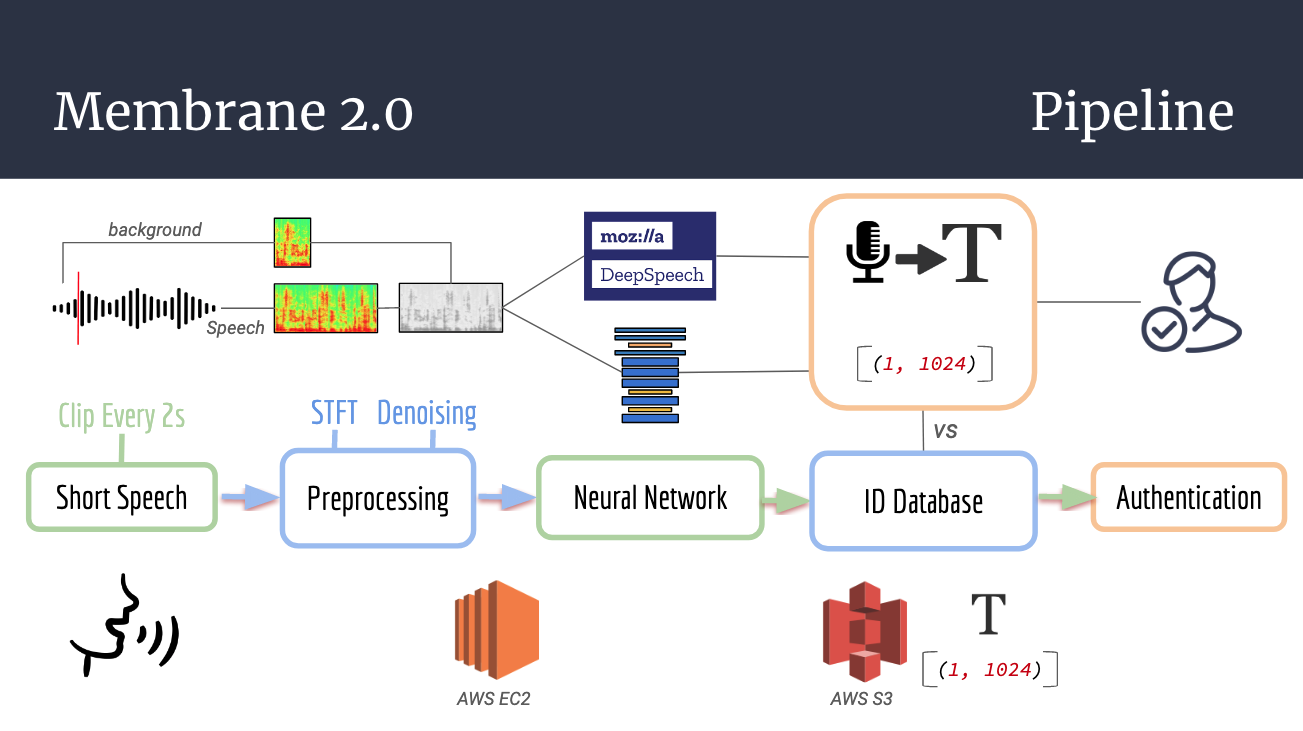 Membrane 2.0
Pipeline
background
Speech
moz://a
DeepSpeech
T
(1, 1024)
vs
Clip Every 2s
STFT
Denoising
Short Speech
Preprocessing
Neural Network
ID Database
Authentication
AWS EC2
AWS S3
T
(1, 1024)